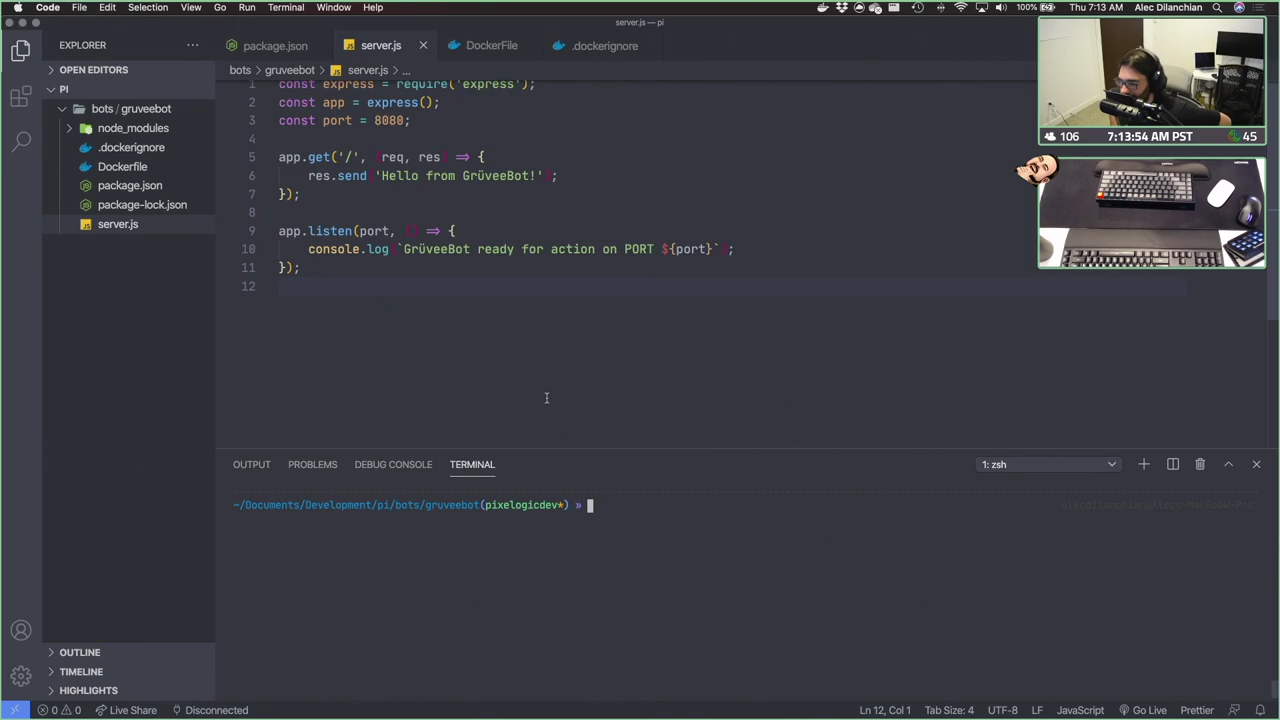 Code File Edit Selection View Go Run Terminal Window Help 100% Thu 7:13 AM Alec Dilanchian
server.js — pi
EXPLORER
package.json
server.js
DockerFile
.dockerignore
OPEN EDITORS
bots gruveebot server.js ...
PI
bots / gruveebot
node_modules
.dockerignore
Dockerfile
package.json
package-lock.json
server.js
1 const express = require('express');
2 const app = express();
3 const port = 8080;
4
5 app.get('/', (req, res) => {
6 res.send('Hello from GrüveeBot!');
7 });
8
9 app.listen(port, () => {
10 console.log(`GrüveeBot ready for action on PORT ${port}`);
11 });
12
106 7:13:54 AM PST 45
OUTPUT PROBLEMS DEBUG CONSOLE TERMINAL 1: zsh
~/Documents/Development/pi/bots/gruveebot(pixelogicdev*) » alecdilanchian@Alecs-MacBook-Pro
OUTLINE
TIMELINE
HIGHLIGHTS
0 0 Live Share Disconnected Ln 12, Col 1 Tab Size: 4 UTF-8 LF JavaScript Go Live Prettier